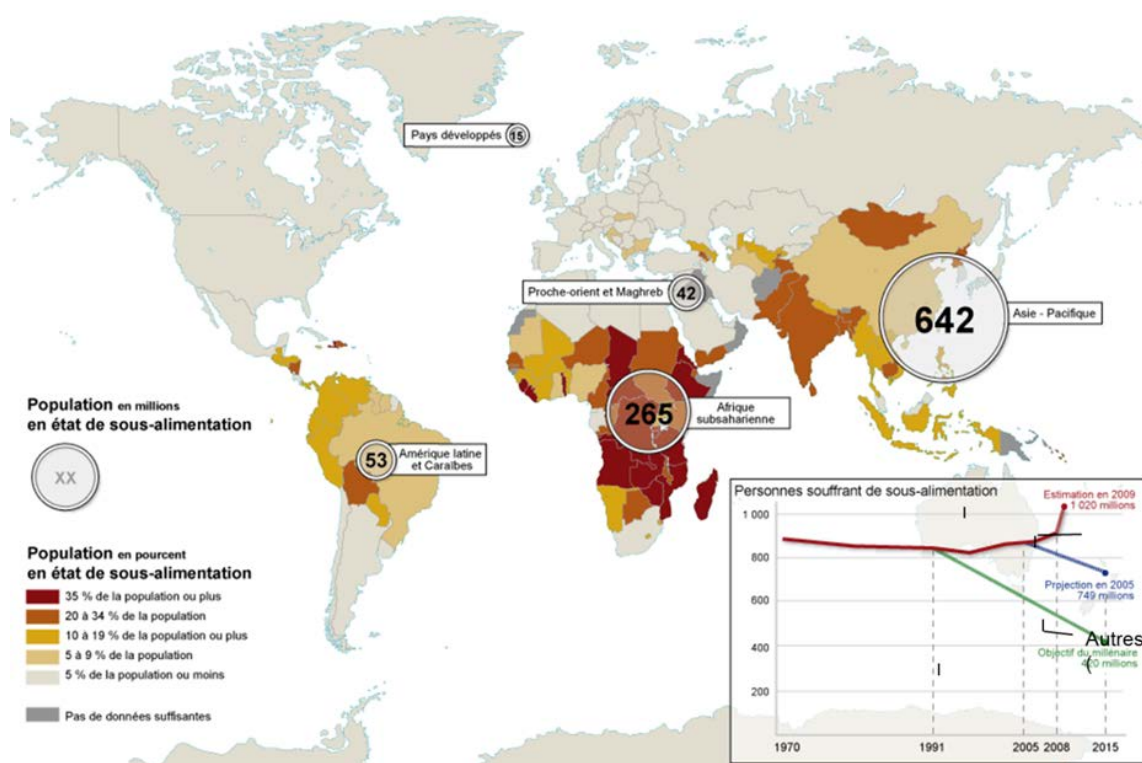 Pays développés
15
Proche-orient et Maghreb
42
642
Asie - Pacifique
265
Afrique
subsaharienne
53
Amérique latine
et Caraïbes
Population en millions
en état de sous-alimentation
XX
Population en pourcent
en état de sous-alimentation
35 % de la population ou plus
20 à 34 % de la population
10 à 19 % de la population ou plus
5 à 9 % de la population
5 % de la population ou moins
Pas de données suffisantes
Personnes souffrant de sous-alimentation
Estimation en 2009
1 020 millions
1 000
800
600
400
200
Projection en 2005
749 millions
Autres
(
Objectif du millénaire
420 millions
1970
1991
2005
2008
2015